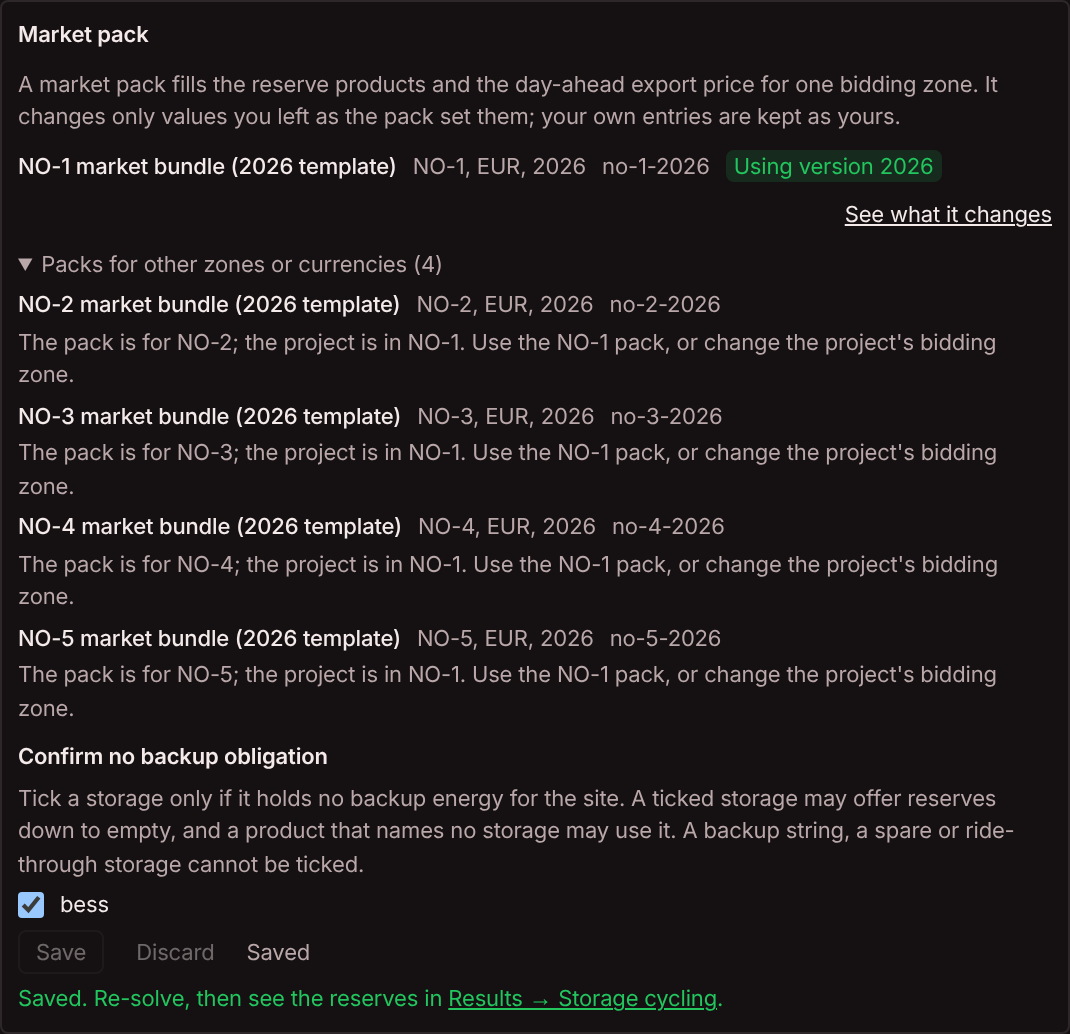 Market pack
A market pack fills the reserve products and the day-ahead export price for one bidding zone. It
changes only values you left as the pack set them; your own entries are kept as yours.
NO-1 market bundle (2026 template) NO-1, EUR, 2026 no-1-2026 Using version 2026
See what it changes
▼ Packs for other zones or currencies (4)
NO-2 market bundle (2026 template) NO-2, EUR, 2026 no-2-2026
The pack is for NO-2; the project is in NO-1. Use the NO-1 pack, or change the project's bidding
zone.
NO-3 market bundle (2026 template) NO-3, EUR, 2026 no-3-2026
The pack is for NO-3; the project is in NO-1. Use the NO-1 pack, or change the project's bidding
zone.
NO-4 market bundle (2026 template) NO-4, EUR, 2026 no-4-2026
The pack is for NO-4; the project is in NO-1. Use the NO-1 pack, or change the project's bidding
zone.
NO-5 market bundle (2026 template) NO-5, EUR, 2026 no-5-2026
The pack is for NO-5; the project is in NO-1. Use the NO-1 pack, or change the project's bidding
zone.
Confirm no backup obligation
Tick a storage only if it holds no backup energy for the site. A ticked storage may offer reserves
down to empty, and a product that names no storage may use it. A backup string, a spare or ride-
through storage cannot be ticked.
bess
Save Discard Saved
Saved. Re-solve, then see the reserves in Results → Storage cycling.